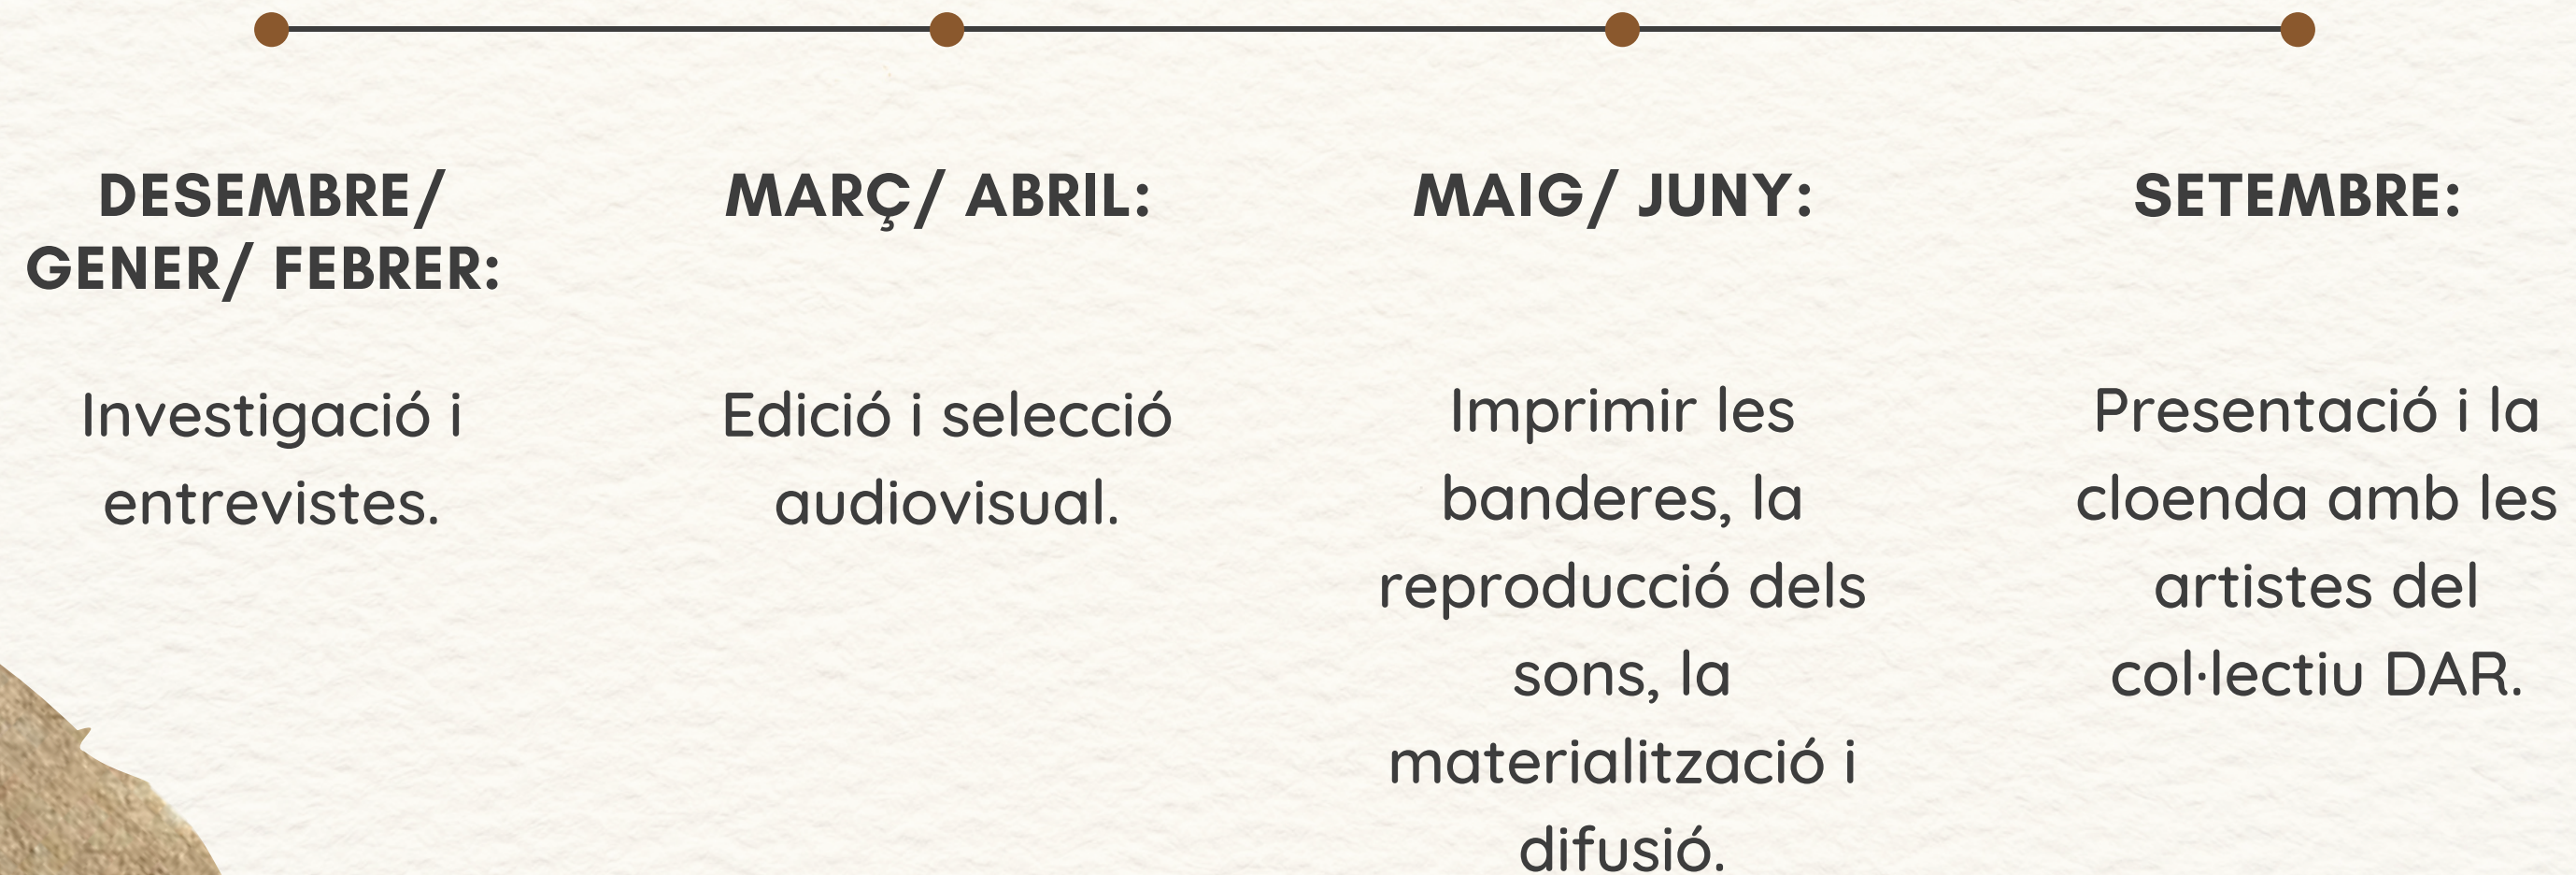 DESEMBRE/
GENER/ FEBRER:
Investigació i
entrevistes.
MARÇ/ ABRIL:
Edició i selecció
audiovisual.
MAIG/ JUNY:
Imprimir les
banderes, la
reproducció dels
sons, la
materialització i
difusió.
SETEMBRE:
Presentació i la
cloenda amb les
artistes del
col·lectiu DAR.